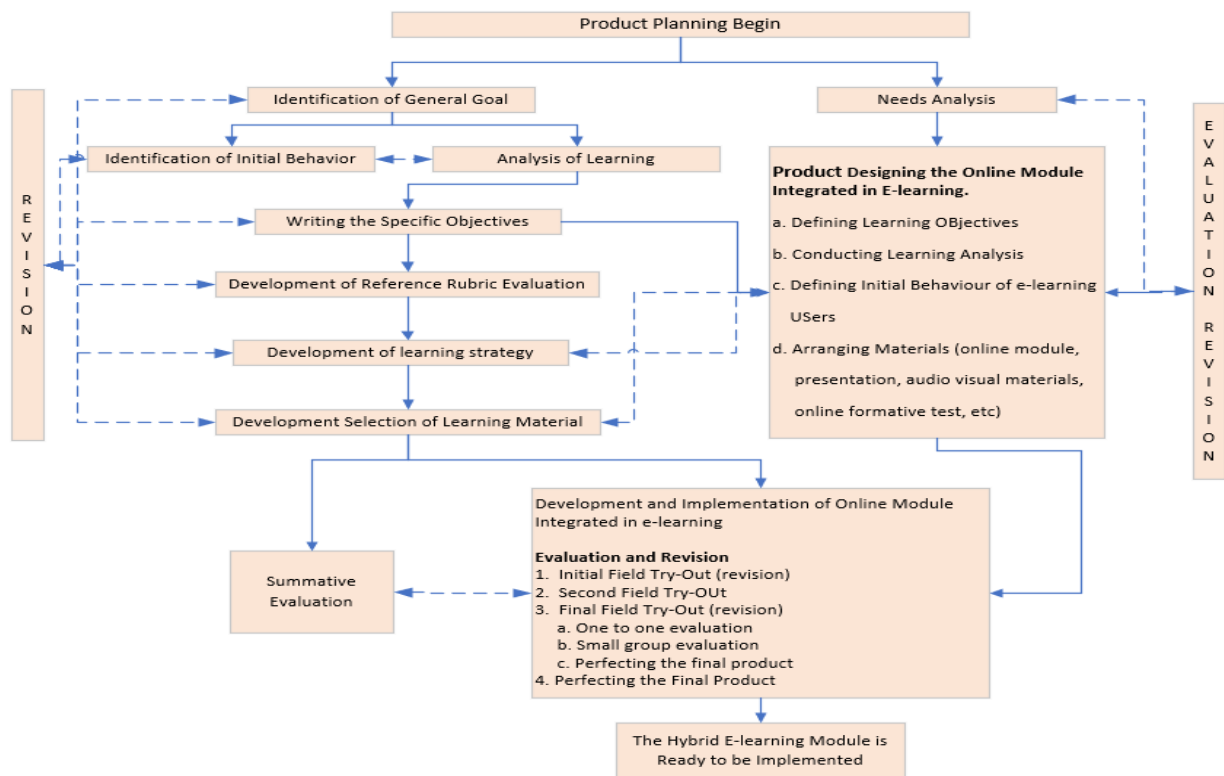 Product Planning Begin
Identification of General Goal
Needs Analysis
Identification of Initial Behavior
Analysis of Learning
Writing the Specific Objectives
Development of Reference Rubric Evaluation
Development of learning strategy
Development Selection of Learning Material
REVISION
Product Designing the Online Module
Integrated in E-learning.
a. Defining Learning OBjectives
b. Conducting Learning Analysis
c. Defining Initial Behaviour of e-learning
USers
d. Arranging Materials (online module,
presentation, audio visual materials,
online formative test, etc)
EVALUATION REVISION
Summative
Evaluation
Development and Implementation of Online Module
Integrated in e-learning
Evaluation and Revision
1. Initial Field Try-Out (revision)
2. Second Field Try-OUt
3. Final Field Try-Out (revision)
a. One to one evaluation
b. Small group evaluation
c. Perfecting the final product
4. Perfecting the Final Product
The Hybrid E-learning Module is
Ready to be Implemented